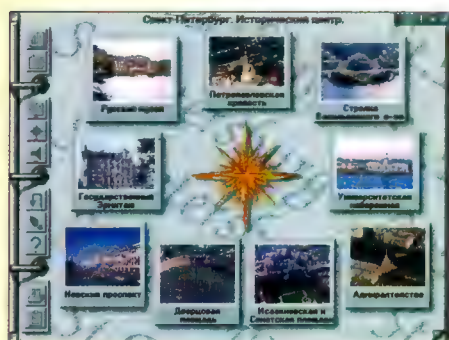 Санкт-Петербург. Исторический центр.
Русский музей
Петропавловская
крепость
Стрелка
Васильевского о-ва
Государственный
Эрмитаж
Университетская
набережная
Невский проспект
Дворцовая
площадь
Исаакиевская и
Сенатская площади
Адмиралтейство